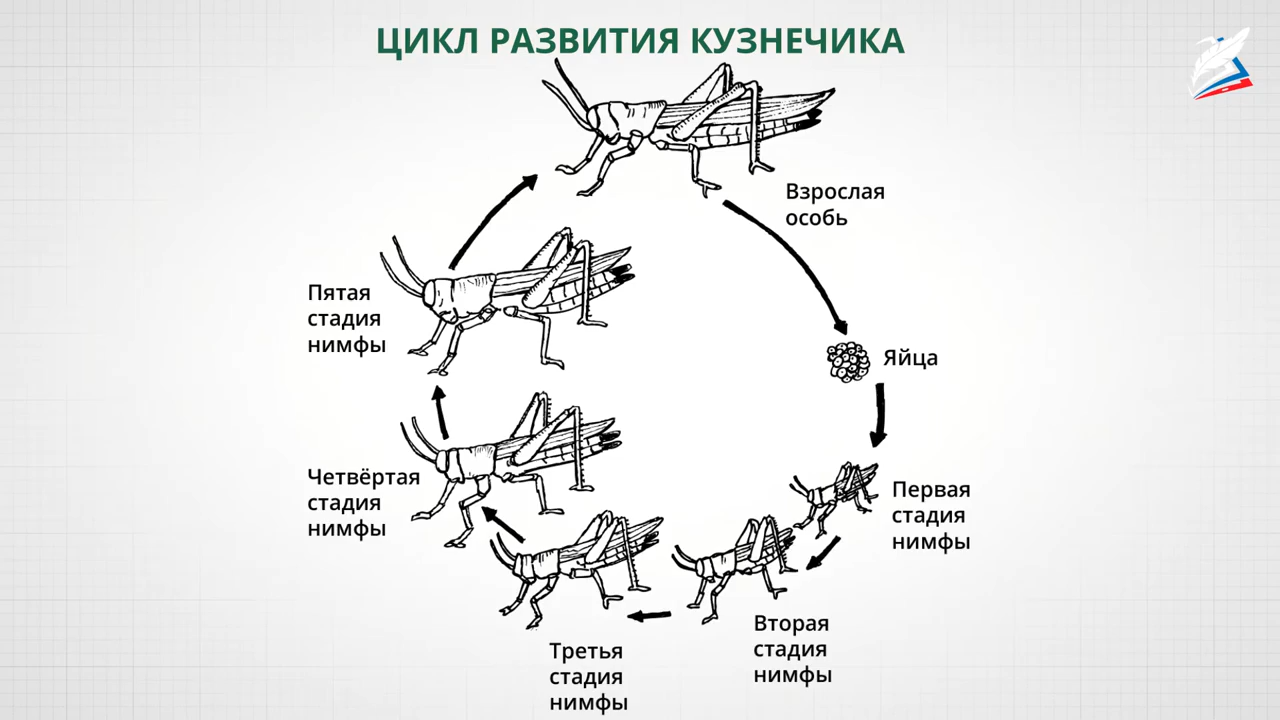 ЦИКЛ РАЗВИТИЯ КУЗНЕЧИКА
Взрослая
особь
Яйца
Первая
стадия
нимфы
Вторая
стадия
нимфы
Третья
стадия
нимфы
Четвёртая
стадия
нимфы
Пятая
стадия
нимфы